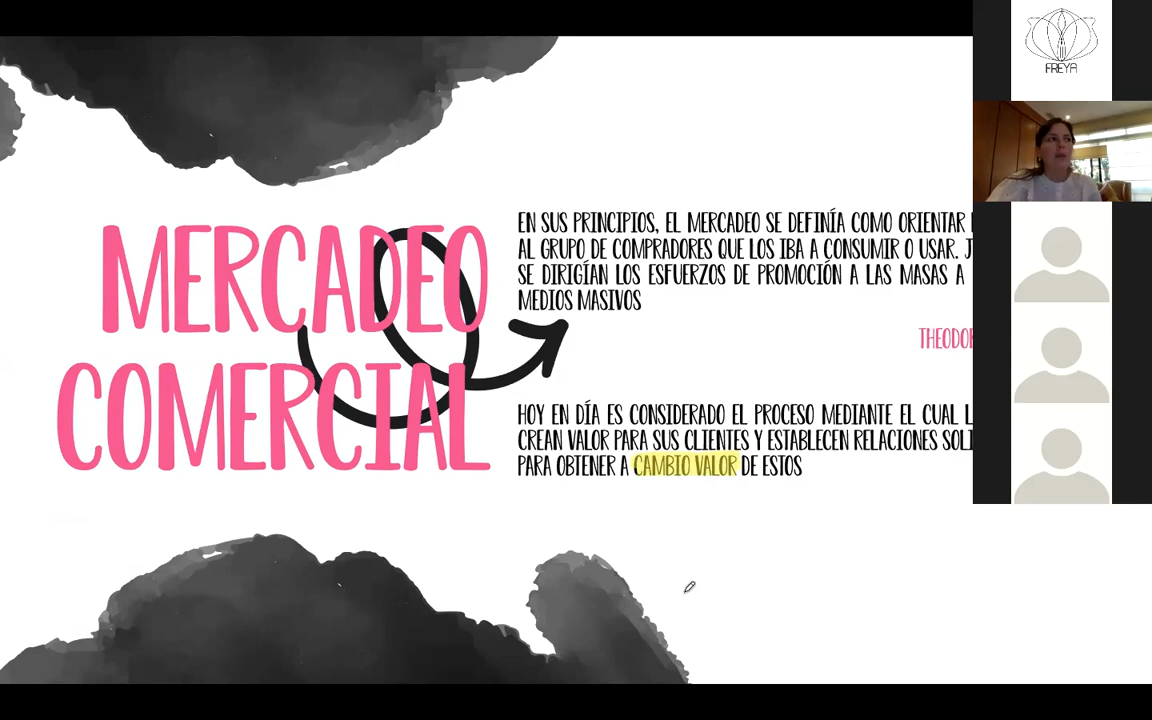 FREYA
MERCADEO
COMERCIAL
EN SUS PRINCIPIOS, EL MERCADEO SE DEFINÍA COMO ORIENTAR
AL GRUPO DE COMPRADORES QUE LOS IBA A CONSUMIR O USAR.
SE DIRIGÍAN LOS ESFUERZOS DE PROMOCIÓN A LAS MASAS A
MEDIOS MASIVOS
HOY EN DÍA ES CONSIDERADO EL PROCESO MEDIANTE EL CUAL
CREAN VALOR PARA SUS CLIENTES Y ESTABLECEN RELACIONES
PARA OBTENER A CAMBIO VALOR DE ESTOS